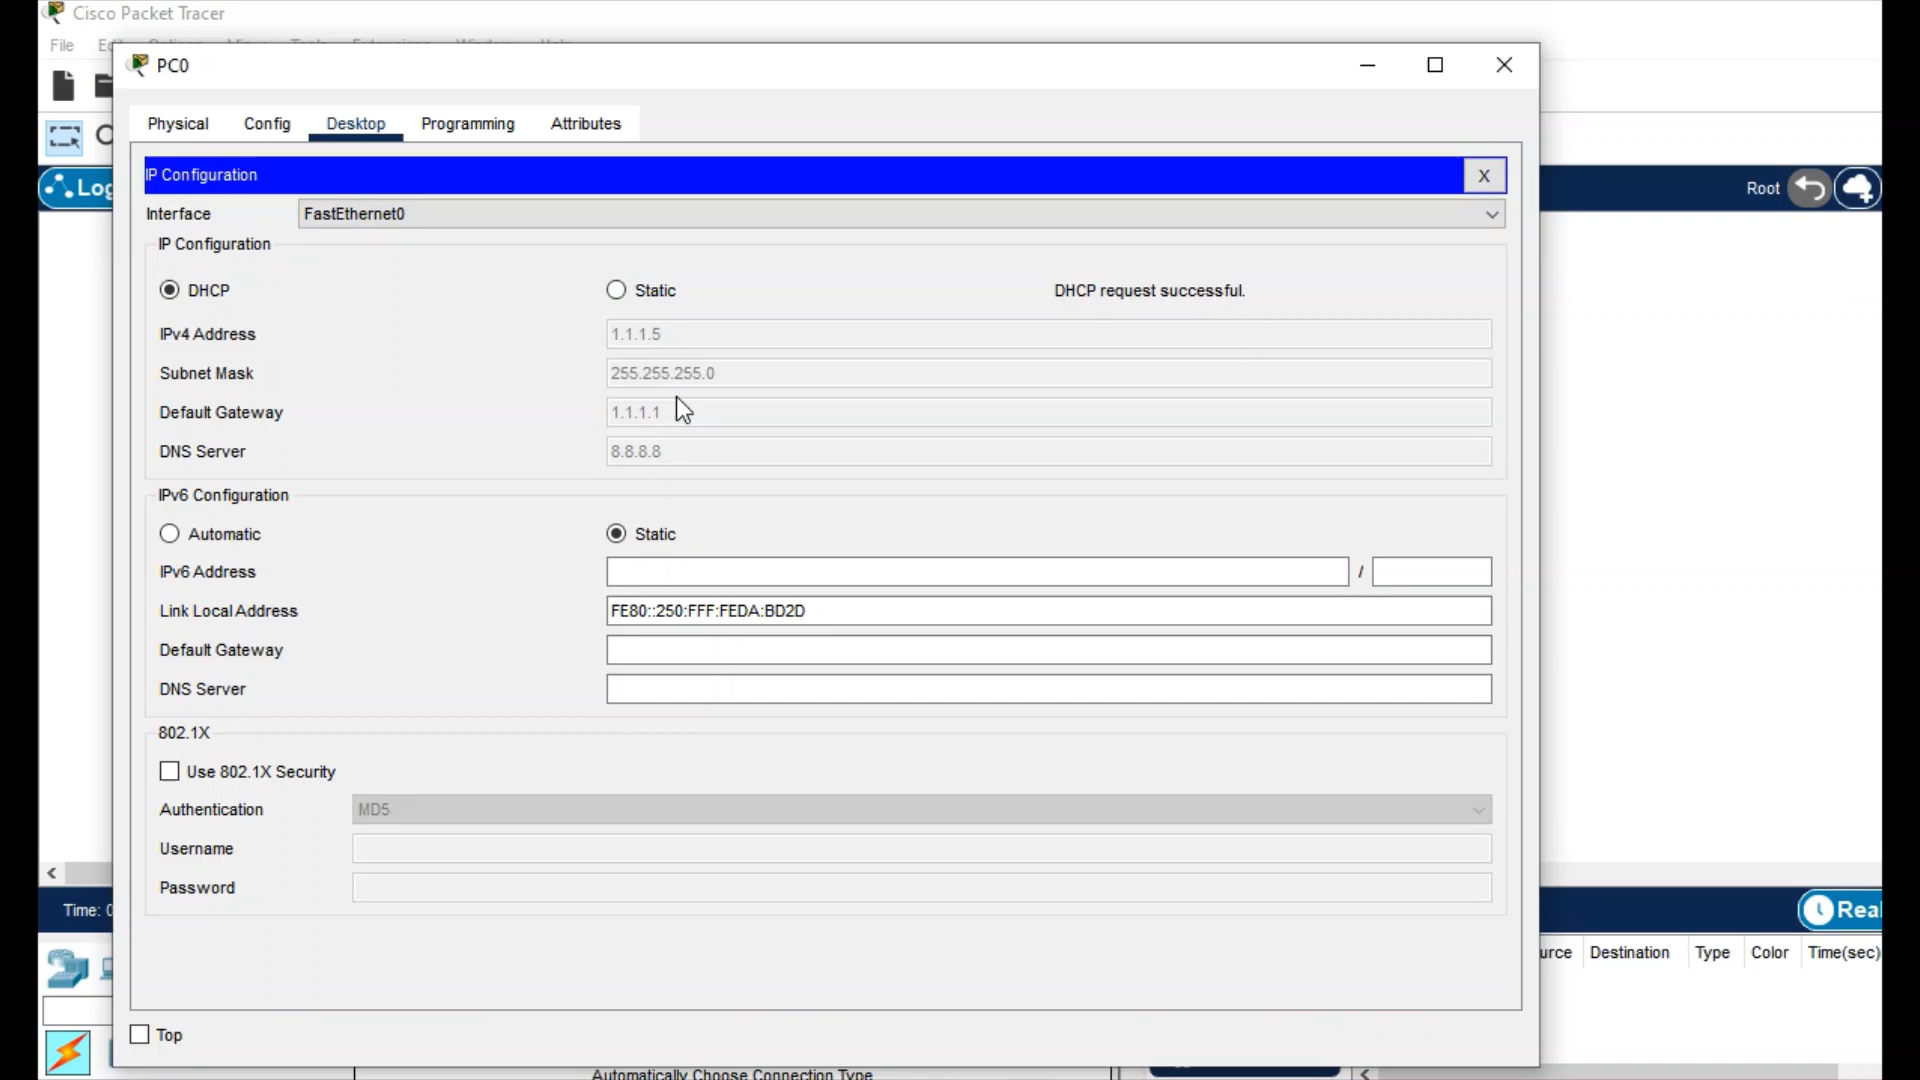 Cisco Packet Tracer
File
PC0
Physical Config Desktop Programming Attributes
IP Configuration X
Interface FastEthernet0
IP Configuration
DHCP Static DHCP request successful.
IPv4 Address 1.1.1.5
Subnet Mask 255.255.255.0
Default Gateway 1.1.1.1
DNS Server 8.8.8.8
IPv6 Configuration
Automatic Static
IPv6 Address /
Link Local Address FE80::250:FFF:FEDA:BD2D
Default Gateway
DNS Server
802.1X
Use 802.1X Security
Authentication MD5
Username
Password
Top
Root
Time: 0
Rea
urce Destination Type Color Time(sec)
Automatically Choose Connection Type